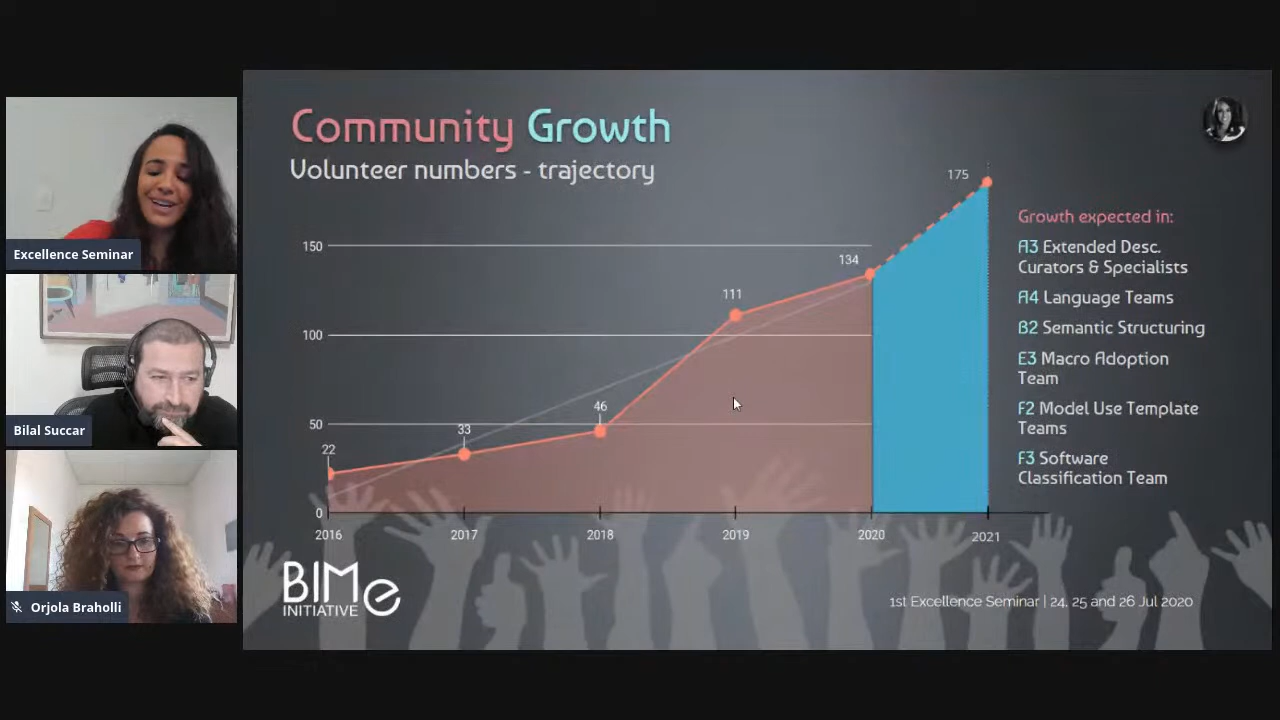 Excellence Seminar
Bilal Succar
Orjola Braholli
Community Growth
Volunteer numbers - trajectory
175
150
134
111
100
50
46
33
22
0
2016
2017
2018
2019
2020
2021
Growth expected in:
A3 Extended Desc.
Curators & Specialists
A4 Language Teams
B2 Semantic Structuring
E3 Macro Adoption
Team
F2 Model Use Template
Teams
F3 Software
Classification Team
BIMe
INITIATIVE
1st Excellence Seminar | 24, 25 and 26 Jul 2020